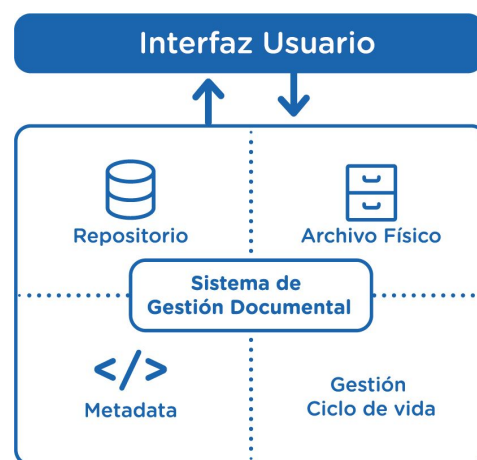 Interfaz Usuario
Repositorio
Archivo Físico
Sistema de
Gestión Documental
</>
Metadata
Gestión
Ciclo de vida